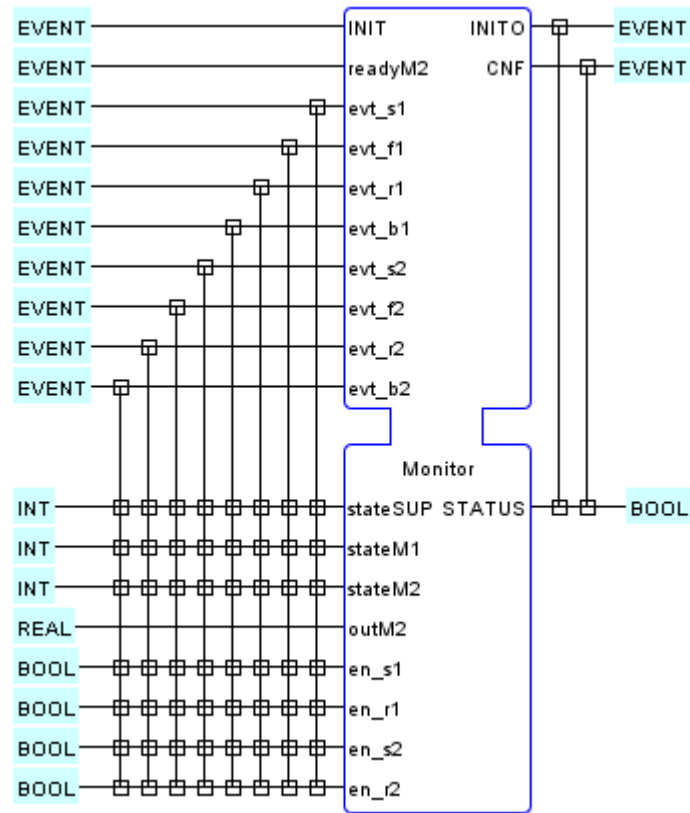 EVENT INIT INITO EVENT
EVENT readyM2 CNF EVENT
EVENT evt_s1
EVENT evt_f1
EVENT evt_r1
EVENT evt_b1
EVENT evt_s2
EVENT evt_f2
EVENT evt_r2
EVENT evt_b2
Monitor
INT stateSUP STATUS BOOL
INT stateM1
INT stateM2
REAL outM2
BOOL en_s1
BOOL en_r1
BOOL en_s2
BOOL en_r2